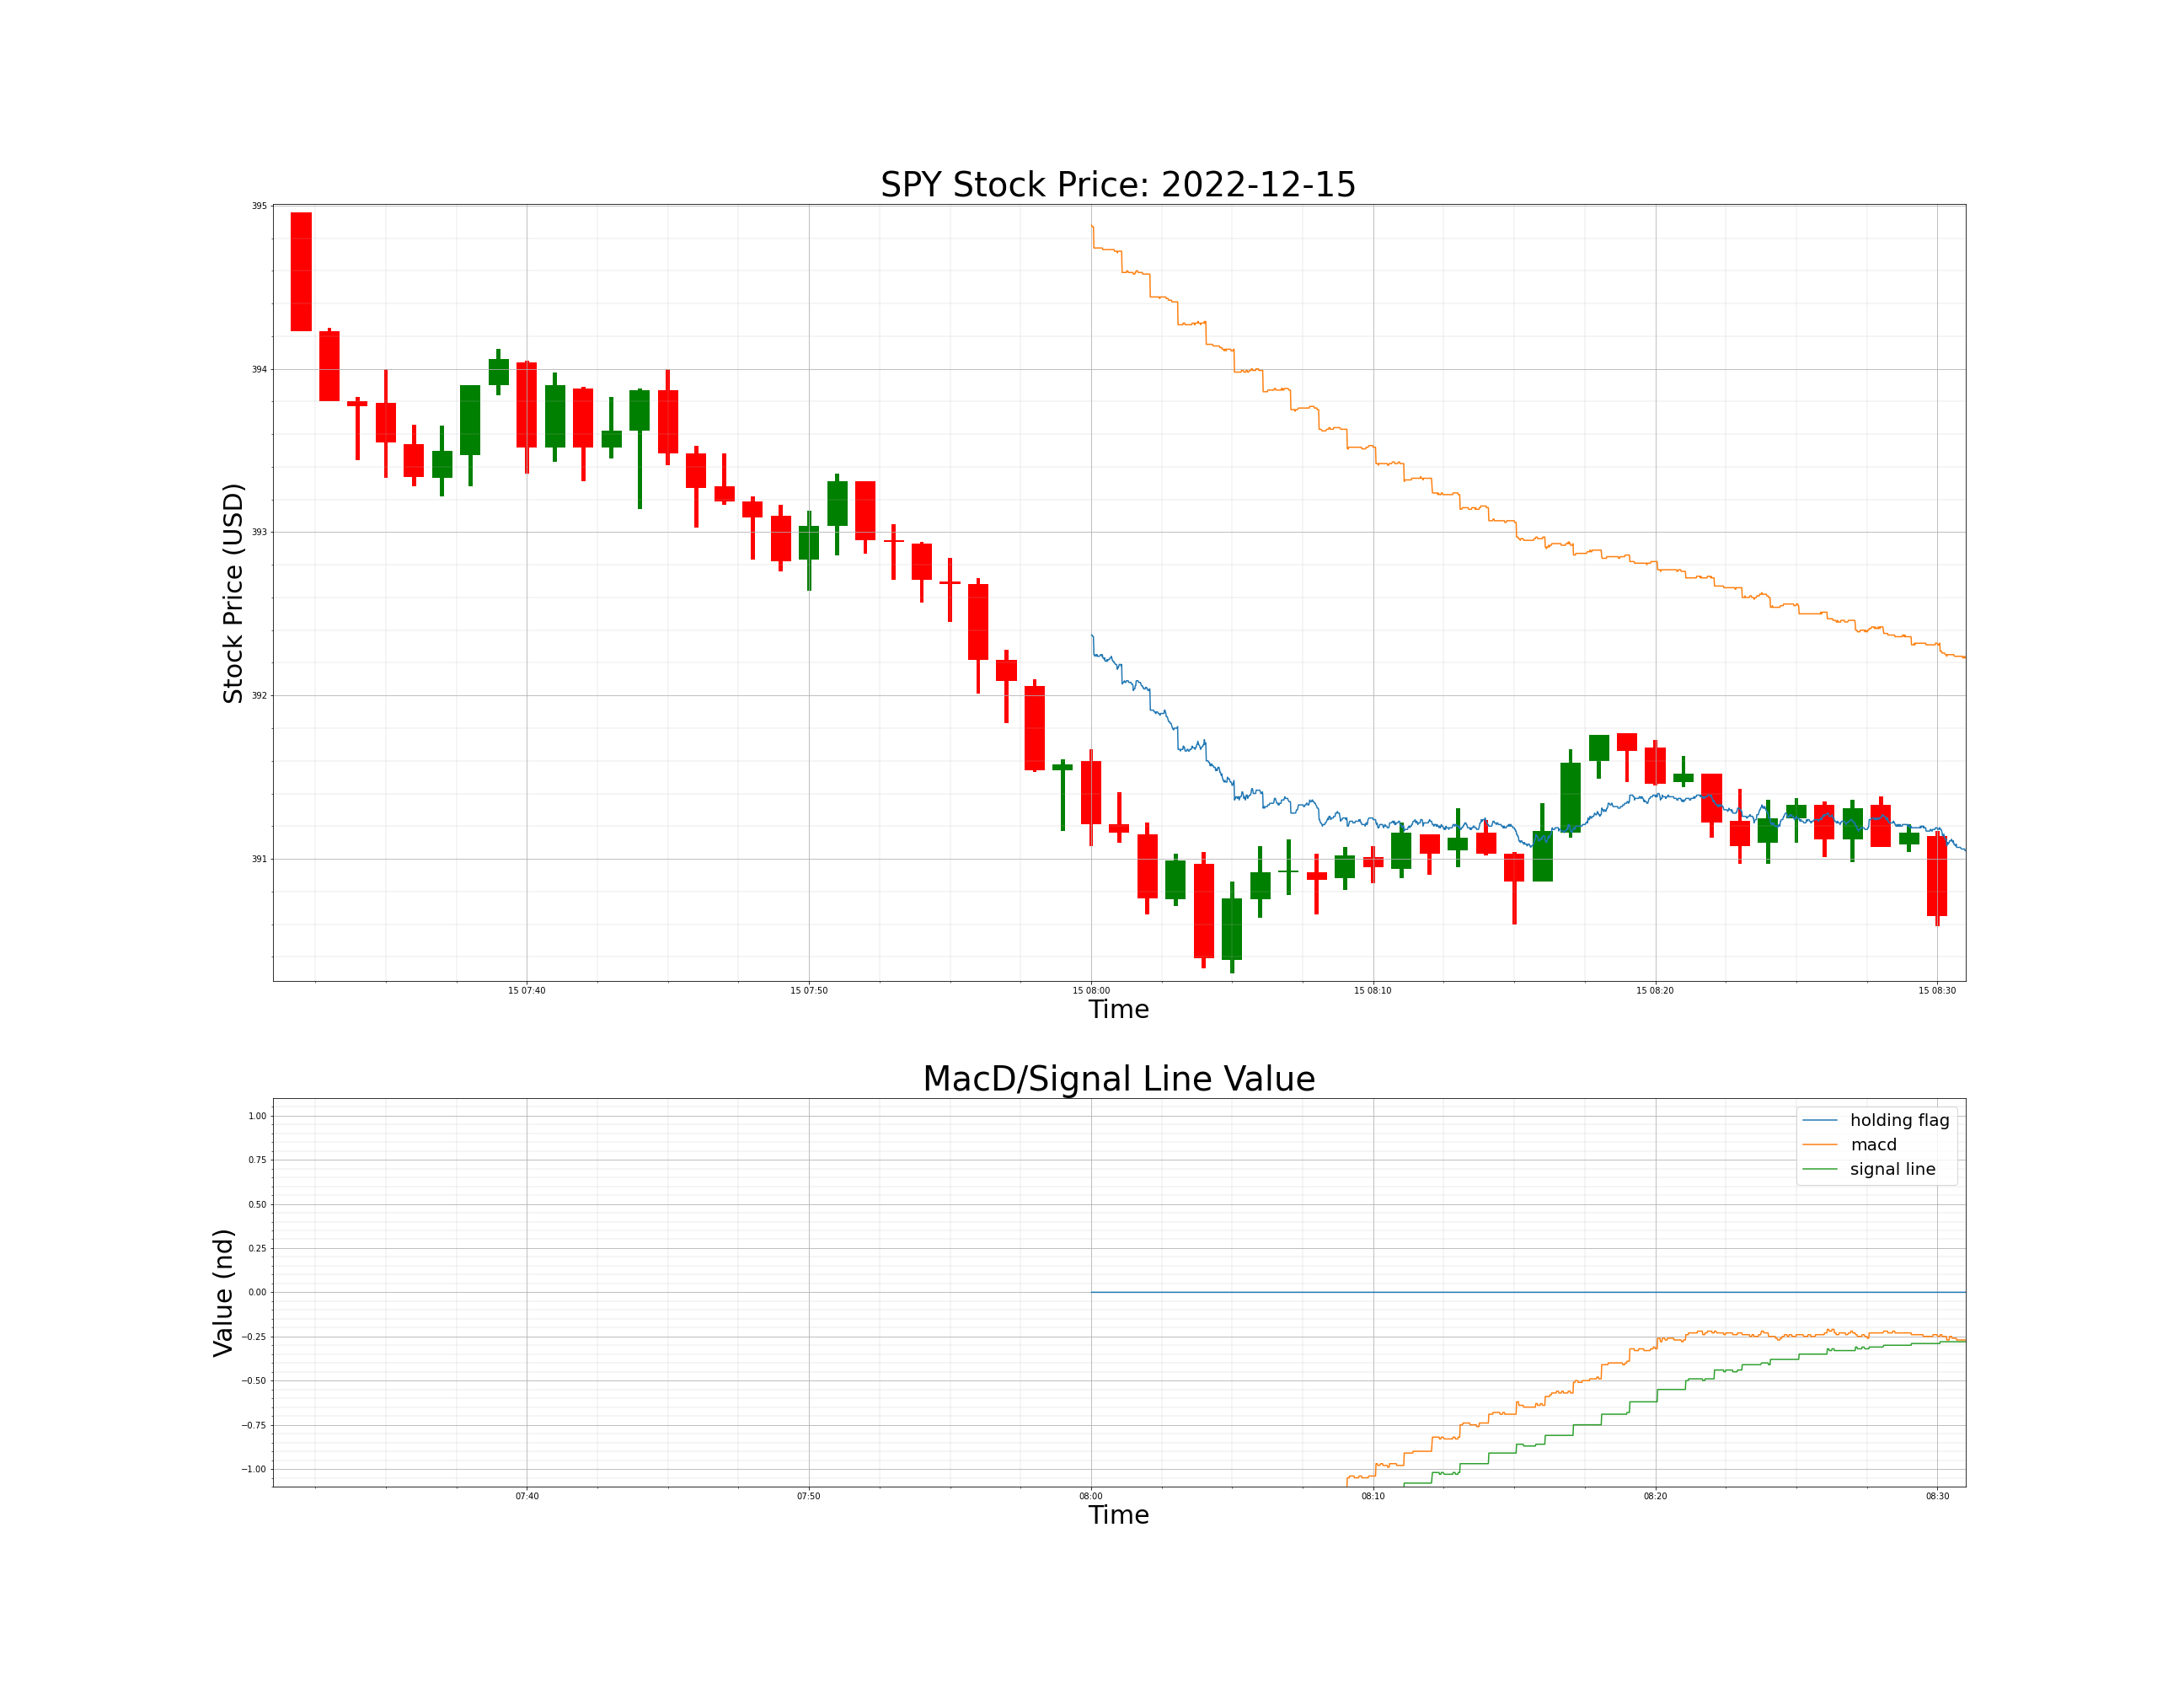 SPY Stock Price: 2022-12-15
Stock Price (USD)
395
394
393
392
391
15 07:40 15 07:50 15 08:00 15 08:10 15 08:20 15 08:30
Time
MacD/Signal Line Value
Value (nd)
1.00
0.75
0.50
0.25
0.00
−0.25
−0.50
−0.75
−1.00
holding flag
macd
signal line
07:40 07:50 08:00 08:10 08:20 08:30
Time